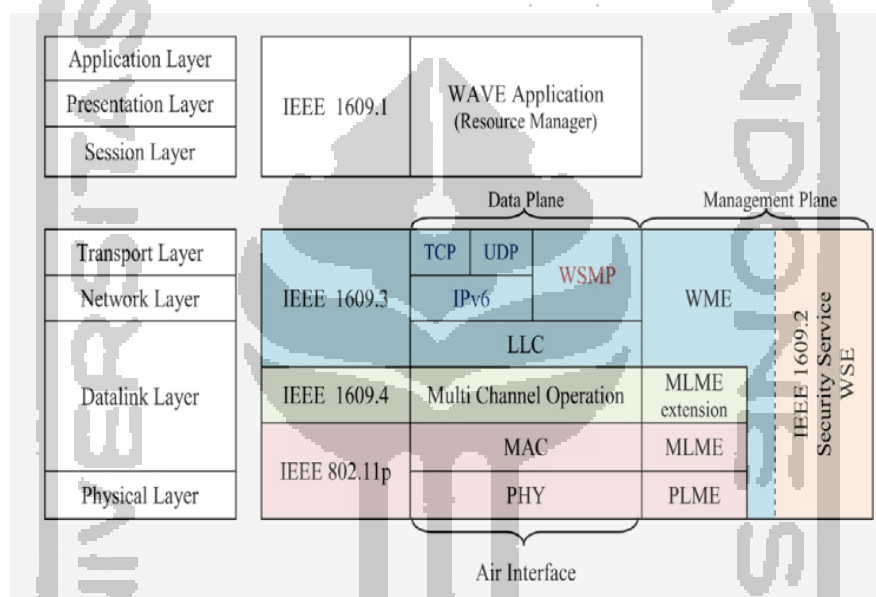 Application Layer
Presentation Layer
Session Layer
IEEE 1609.1
WAVE Application
(Resource Manager)
Data Plane
Management Plane
Transport Layer
Network Layer
Datalink Layer
Physical Layer
IEEE 1609.3
TCP
UDP
WSMP
IPv6
LLC
WME
IEEE 1609.4
Multi Channel Operation
MLME
extension
IEEE 802.11p
MAC
MLME
PHY
PLME
IEEE 1609.2
Security Service
WSE
Air Interface
UNIVERSITAS